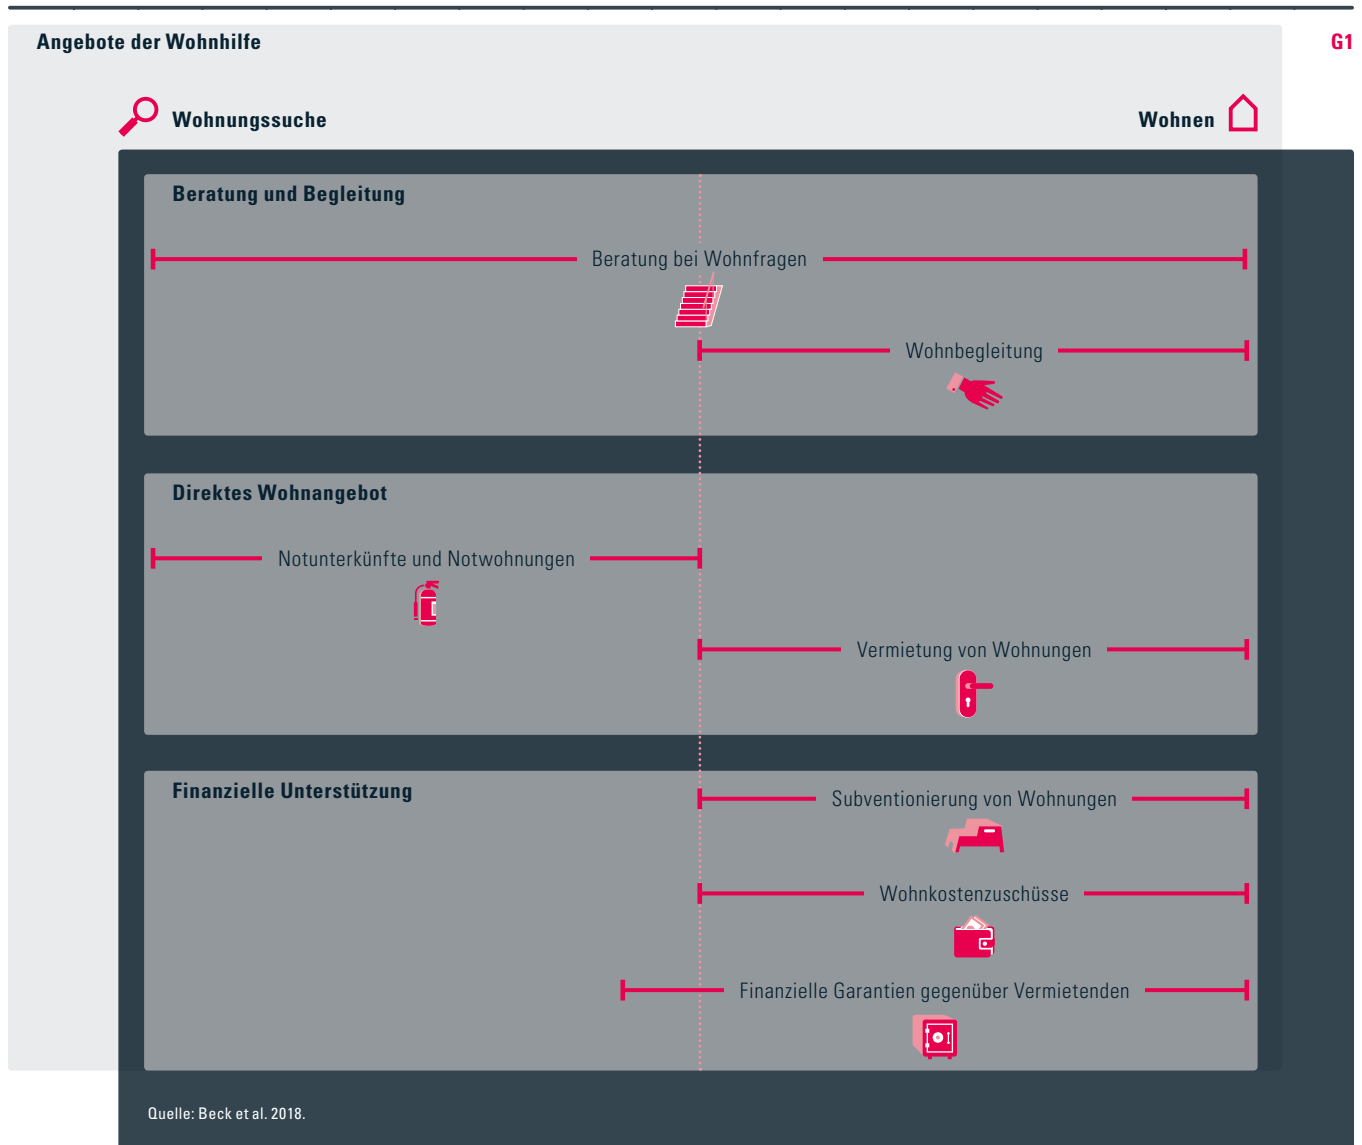 Angebote der Wohnhilfe
G1
Wohnungssuche
Wohnen
Beratung und Begleitung
Beratung bei Wohnfragen
Wohnbegleitung
Direktes Wohnangebot
Notunterkünfte und Notwohnungen
Vermietung von Wohnungen
Finanzielle Unterstützung
Subventionierung von Wohnungen
Wohnkostenzuschüsse
Finanzielle Garantien gegenüber Vermietenden
Quelle: Beck et al. 2018.